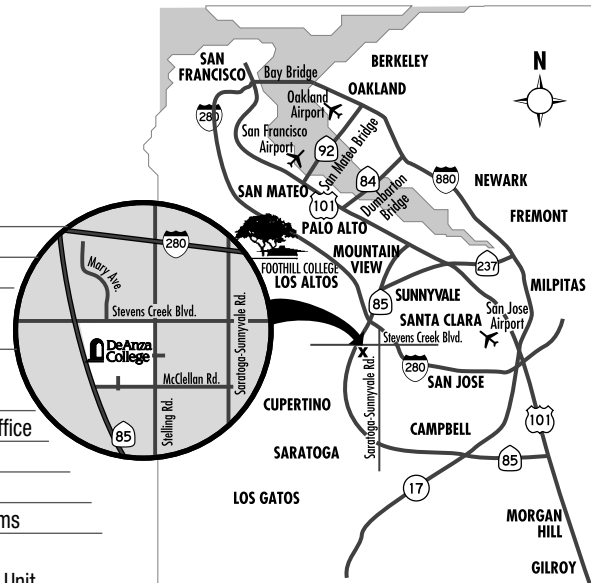 SAN
FRANCISCO
Bay Bridge
BERKELEY
OAKLAND
N
280
Oakland
Airport
San Francisco
Airport
92
San Mateo Bridge
84
Dumbarton
Bridge
880
NEWARK
SAN MATEO
101
PALO ALTO
FREMONT
FOOTHILL COLLEGE
LOS ALTOS
MOUNTAIN
VIEW
237
MILPITAS
85
SUNNYVALE
SANTA CLARA
San Jose
Airport
Stevens Creek Blvd.
X
280
SAN JOSE
Saratoga-Sunnyvale Rd.
CUPERTINO
CAMPBELL
101
SARATOGA
85
LOS GATOS
17
MORGAN
HILL
GILROY
280
Mary Ave.
Stevens Creek Blvd.
DeAnza
College
McClellan Rd.
Saratoga-Sunnyvale Rd.
Stelling Rd.
85
ffice
ms
Unit